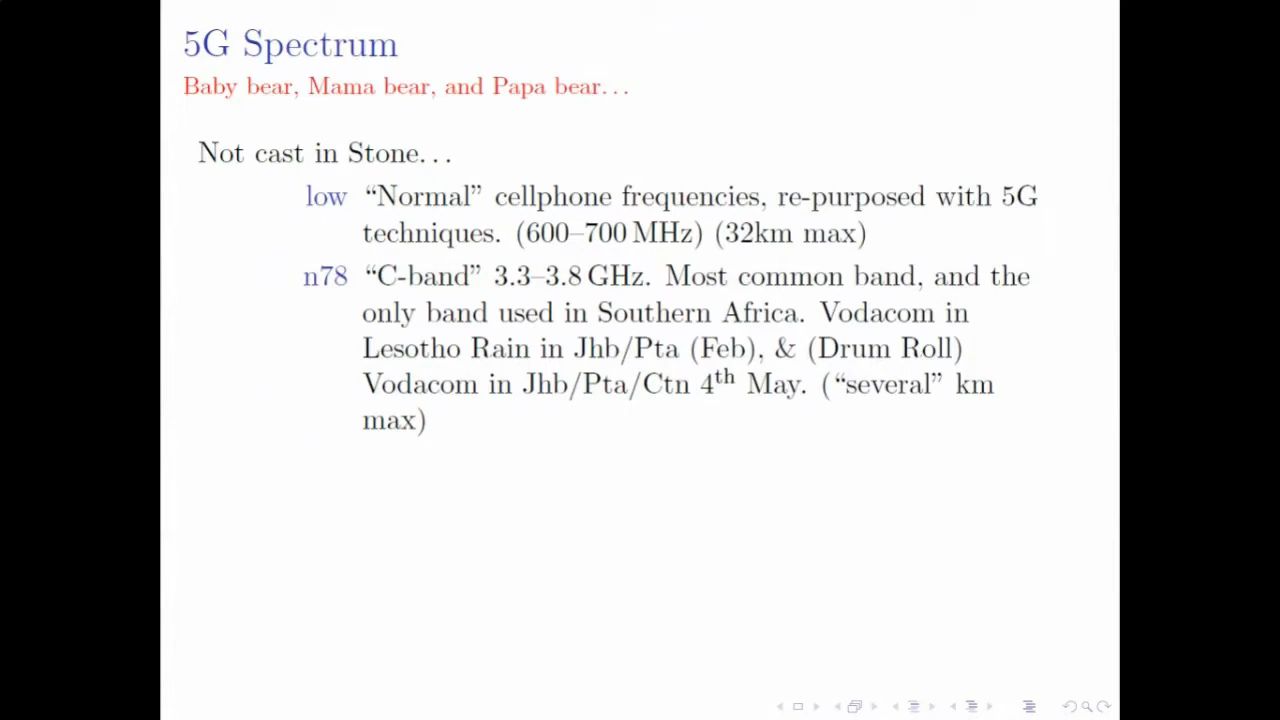 5G Spectrum
Baby bear, Mama bear, and Papa bear...
Not cast in Stone...
low “Normal” cellphone frequencies, re-purposed with 5G
techniques. (600–700 MHz) (32km max)
n78 “C-band” 3.3–3.8 GHz. Most common band, and the
only band used in Southern Africa. Vodacom in
Lesotho Rain in Jhb/Pta (Feb), & (Drum Roll)
Vodacom in Jhb/Pta/Ctn 4th May. (“several” km
max)